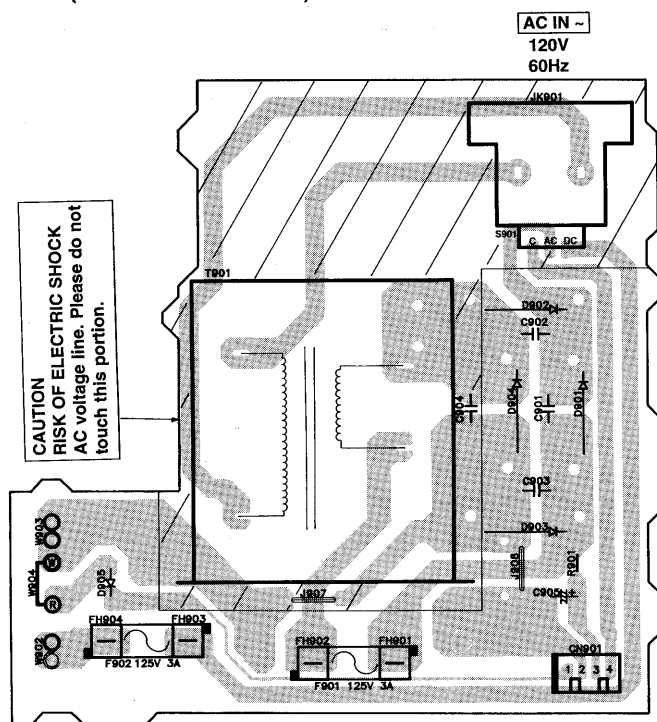 AC IN ~
120V
60Hz
JK901
S901
C AC DC
T901
CAUTION
RISK OF ELECTRIC SHOCK
AC voltage line. Please do not
touch this portion.
D902
C902
C904
D904
C901
D901
C903
D903
W903
W904
W
R
D905
J907
J908
R901
C905
W902
FH904
FH903
F902 125V 3A
FH902
FH901
F901 125V 3A
CN901
1 2 3 4